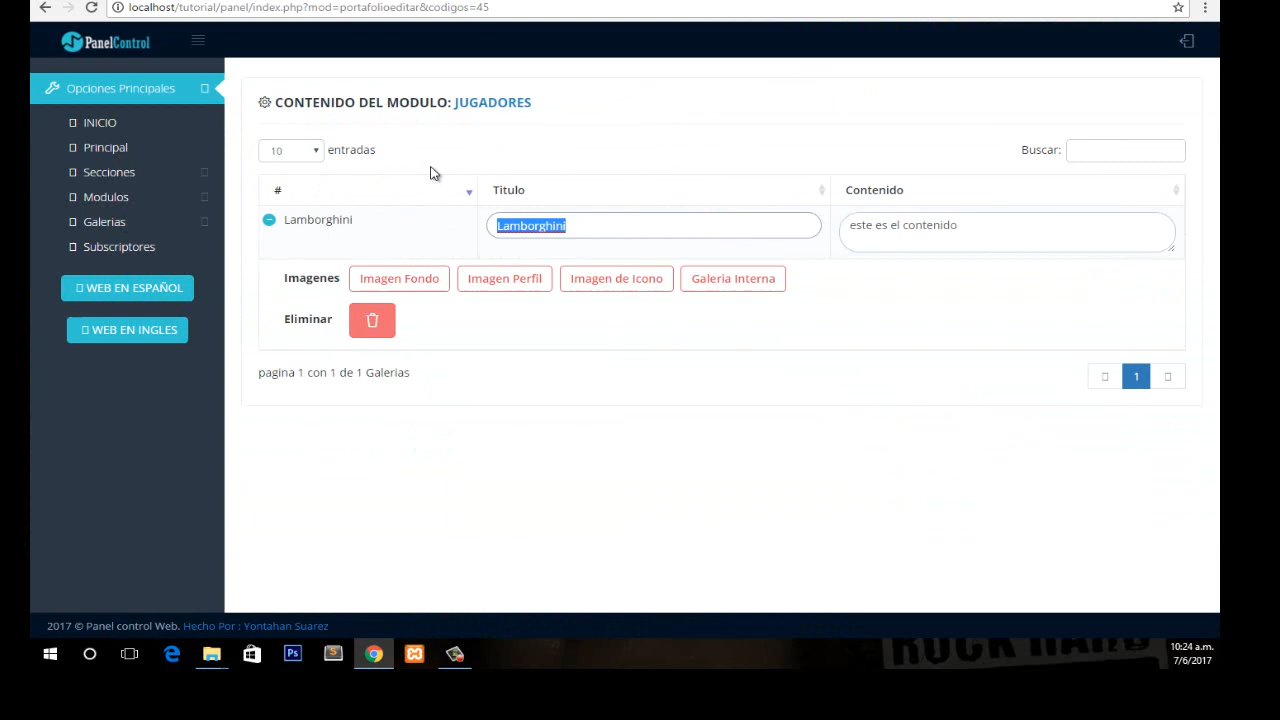 localhost/tutorial/panel/index.php?mod=portafolioeditar&codigos=45
PanelControl
Opciones Principales
INICIO
Principal
Secciones
Modulos
Galerias
Subscriptores
WEB EN ESPAÑOL
WEB EN INGLES
CONTENIDO DEL MODULO: JUGADORES
10 entradas
Buscar:
# Titulo Contenido
Lamborghini Lamborghini este es el contenido
Imagenes Imagen Fondo Imagen Perfil Imagen de Icono Galeria Interna
Eliminar
pagina 1 con 1 de 1 Galerias
1
2017 © Panel control Web. Hecho Por : Yontahan Suarez
Ps
S
ROCK HARD
10:24 a.m.
7/6/2017